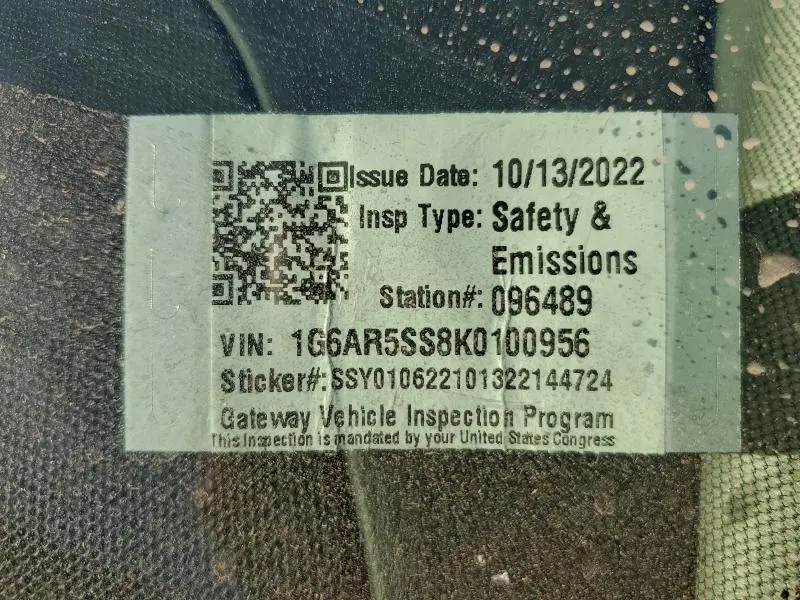 Issue Date: 10/13/2022
Insp Type: Safety &
Emissions
Station#: 096489
VIN: 1G6AR5SS8K0100956
Sticker#: SSY010622101322144724
Gateway Vehicle Inspection Program
This Inspection is mandated by your United States Congress